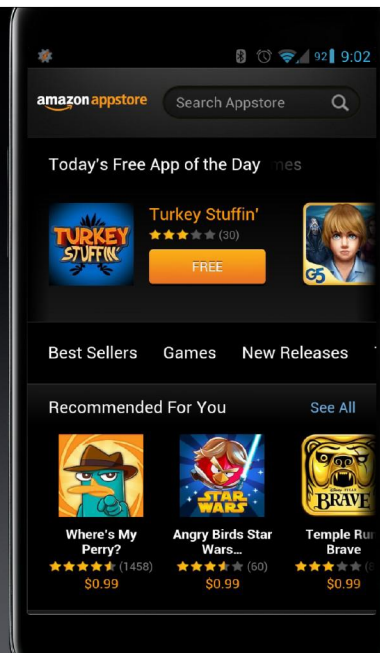 92 9:02
amazon appstore
Search Appstore
Today's Free App of the Day
TURKEY
STUFFIN'
Turkey Stuffin'
(30)
FREE
G5
Best Sellers Games New Releases
Recommended For You See All
STAR
WARS
BRAVE
Where's My
Perry?
(1458)
$0.99
Angry Birds Star
Wars...
(60)
$0.99
Temple Run
Brave
$0.99